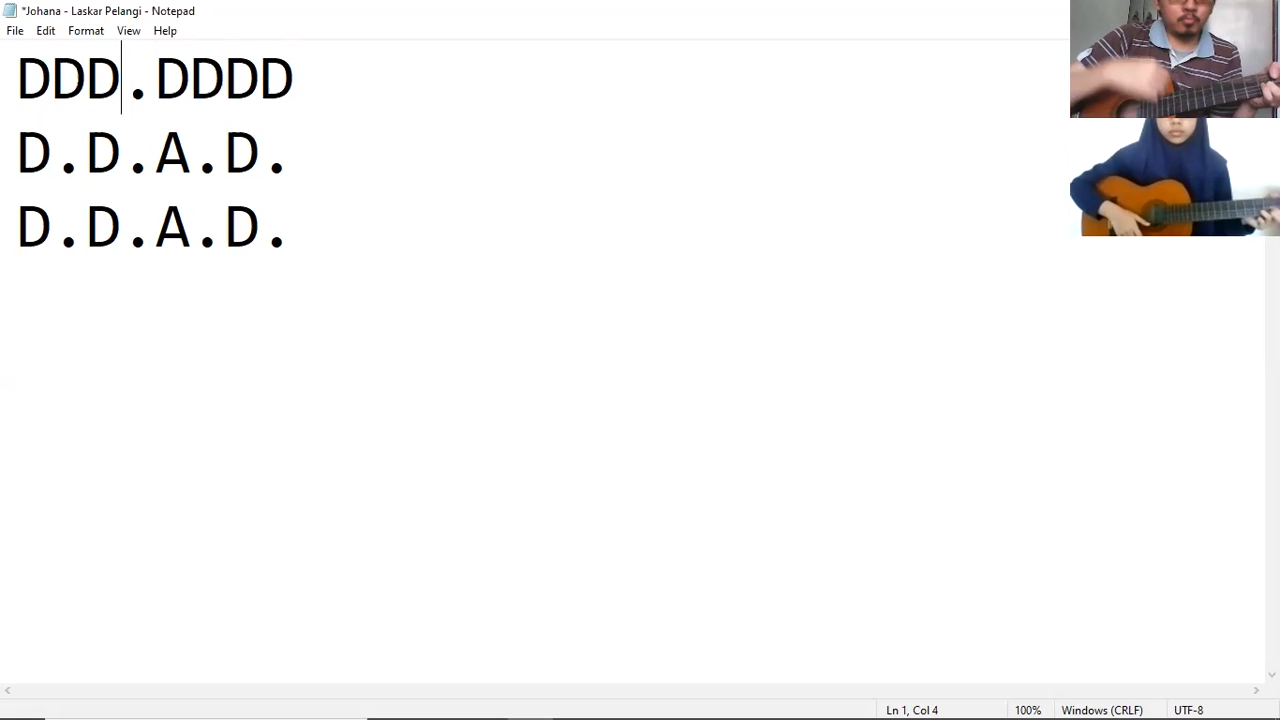 *Johana - Laskar Pelangi - Notepad
File Edit Format View Help
DDD.DDDD
D.D.A.D.
D.D.A.D.
Ln 1, Col 4 100% Windows (CRLF) UTF-8